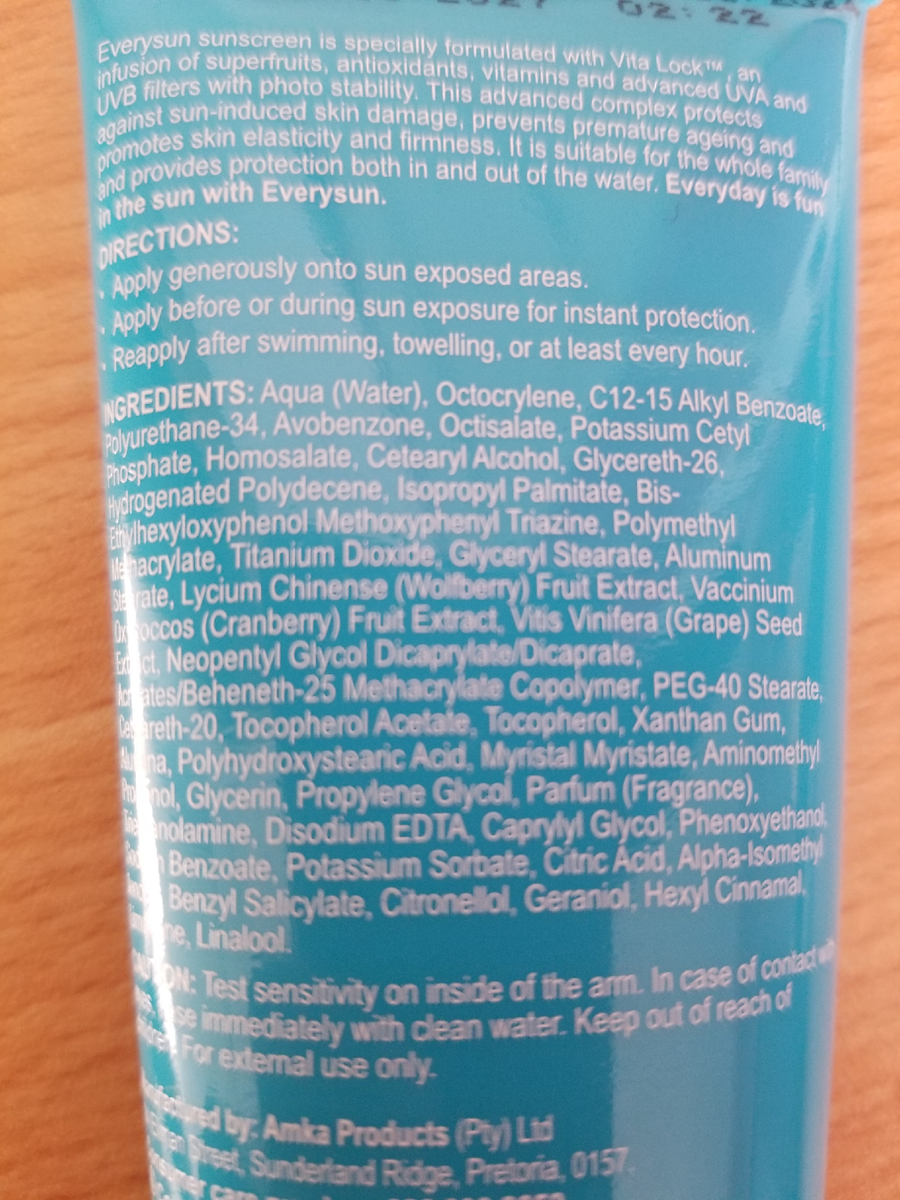 2027 02:22
Everysun sunscreen is specially formulated with Vita Lock™, an
infusion of superfruits, antioxidants, vitamins and advanced UVA and
UVB filters with photo stability. This advanced complex protects
against sun-induced skin damage, prevents premature ageing and
promotes skin elasticity and firmness. It is suitable for the whole family
and provides protection both in and out of the water. Everyday is fun
in the sun with Everysun.
DIRECTIONS:
· Apply generously onto sun exposed areas.
· Apply before or during sun exposure for instant protection.
· Reapply after swimming, towelling, or at least every hour.
INGREDIENTS: Aqua (Water), Octocrylene, C12-15 Alkyl Benzoate,
Polyurethane-34, Avobenzone, Octisalate, Potassium Cetyl
Phosphate, Homosalate, Cetearyl Alcohol, Glycereth-26,
Hydrogenated Polydecene, Isopropyl Palmitate, Bis-
Ethylhexyloxyphenol Methoxyphenyl Triazine, Polymethyl
Methacrylate, Titanium Dioxide, Glyceryl Stearate, Aluminum
Stearate, Lycium Chinense (Wolfberry) Fruit Extract, Vaccinium
Oxycoccos (Cranberry) Fruit Extract, Vitis Vinifera (Grape) Seed
Extract, Neopentyl Glycol Dicaprylate/Dicaprate,
Acrylates/Beheneth-25 Methacrylate Copolymer, PEG-40 Stearate,
Ceteareth-20, Tocopherol Acetate, Tocopherol, Xanthan Gum,
Alumina, Polyhydroxystearic Acid, Myristal Myristate, Aminomethyl
Propanol, Glycerin, Propylene Glycol, Parfum (Fragrance),
Disodium EDTA, Caprylyl Glycol, Phenoxyethanol,
Benzoate, Potassium Sorbate, Citric Acid, Alpha-Isomethyl
Benzyl Salicylate, Citronellol, Geraniol, Hexyl Cinnamal,
Linalool.
CAUTION: Test sensitivity on inside of the arm. In case of contact with
immediately with clean water. Keep out of reach of
For external use only.
Manufactured by: Amka Products (Pty) Ltd
Street, Sunderland Ridge, Pretoria, 0157.
care